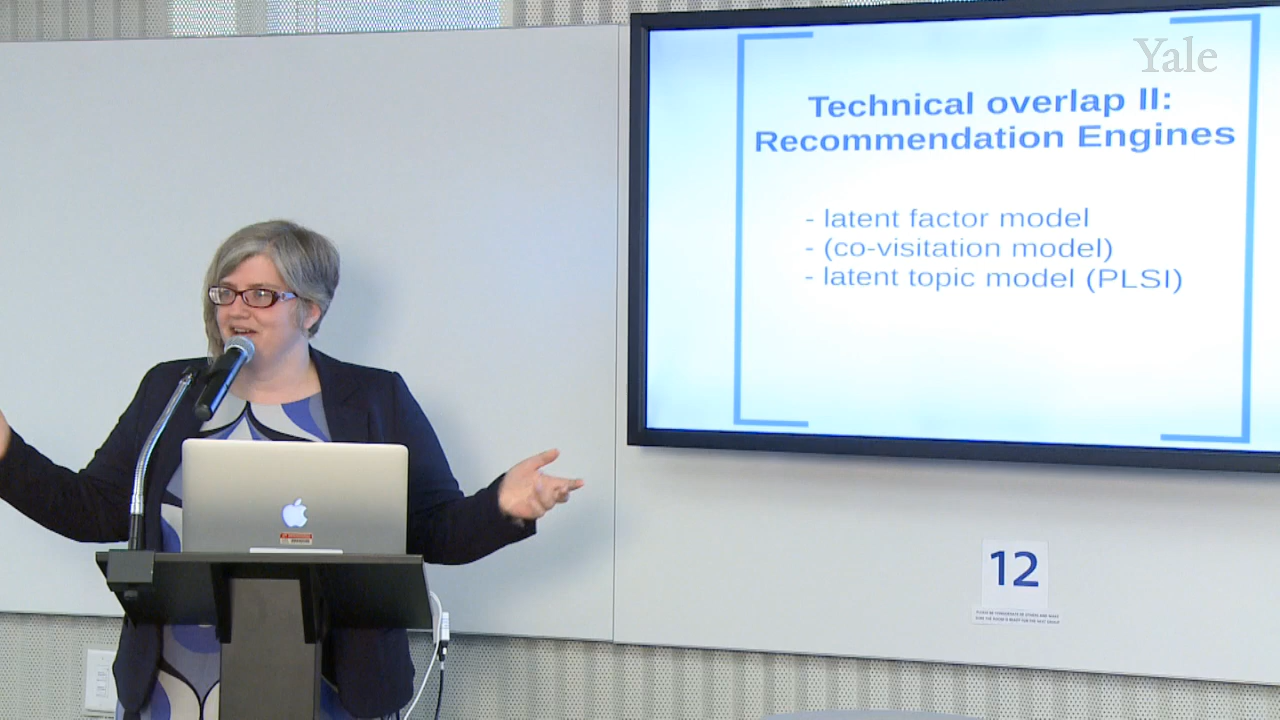 Yale
Technical overlap II:
Recommendation Engines
- latent factor model
- (co-visitation model)
- latent topic model (PLSI)
12